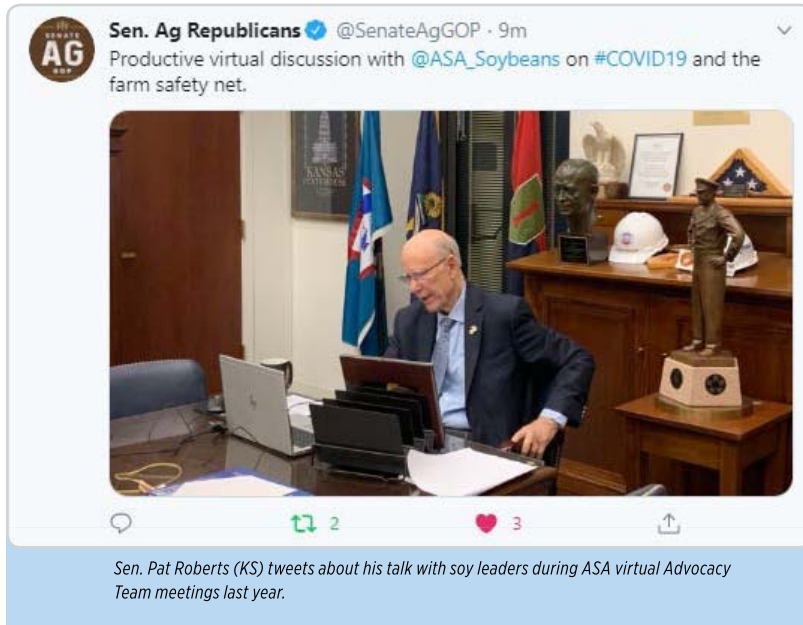 SENATE
AG
GOP
Sen. Ag Republicans @SenateAgGOP · 9m
Productive virtual discussion with @ASA_Soybeans on #COVID19 and the
farm safety net.
KANSAS
STATEHOUSE
hp
2
3
Sen. Pat Roberts (KS) tweets about his talk with soy leaders during ASA virtual Advocacy
Team meetings last year.